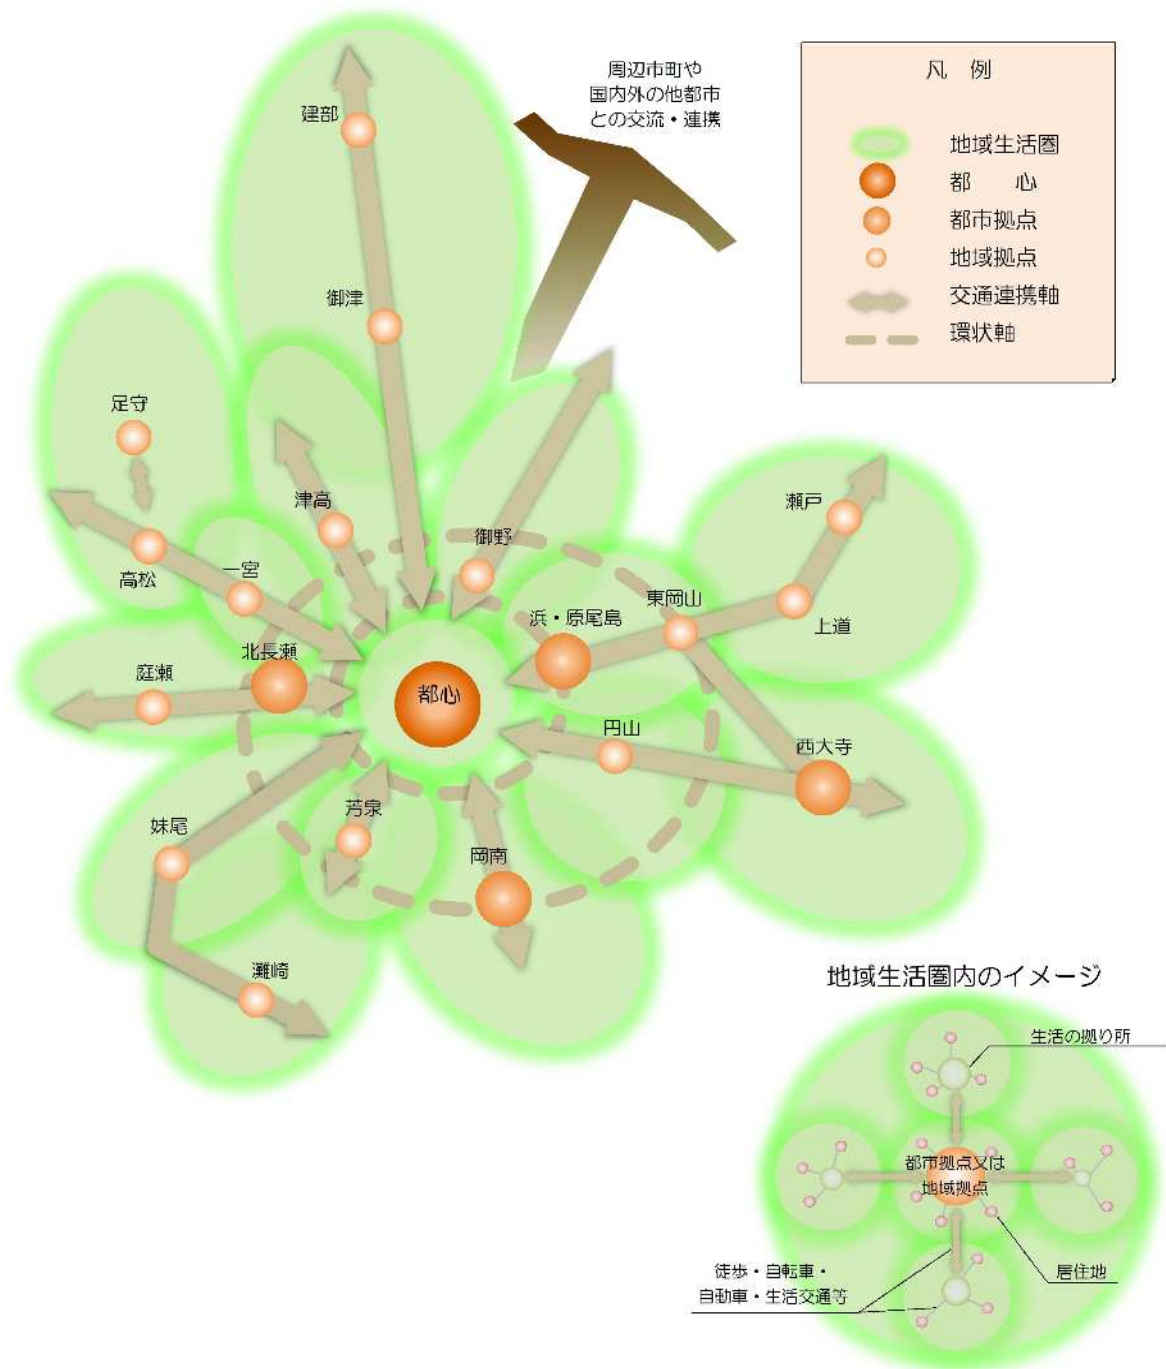 周辺市町や
国内外の他都市
との交流・連携
凡 例
地域生活圏
都 心
都市拠点
地域拠点
交通連携軸
環状軸
建部
御津
足守
津高
御野
瀬戸
高松
一宮
浜・原尾島
東岡山
上道
北長瀬
庭瀬
都心
円山
西大寺
芳泉
妹尾
岡南
灘崎
地域生活圏内のイメージ
生活の拠り所
都市拠点又は
地域拠点
徒歩・自転車・
自動車・生活交通等
居住地